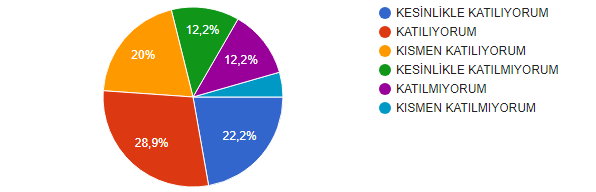 12,2%
20%
12,2%
28,9%
22,2%
KESİNLİKLE KATILIYORUM
KATILIYORUM
KISMEN KATILIYORUM
KESİNLİKLE KATILMIYORUM
KATILMIYORUM
KISMEN KATILMIYORUM